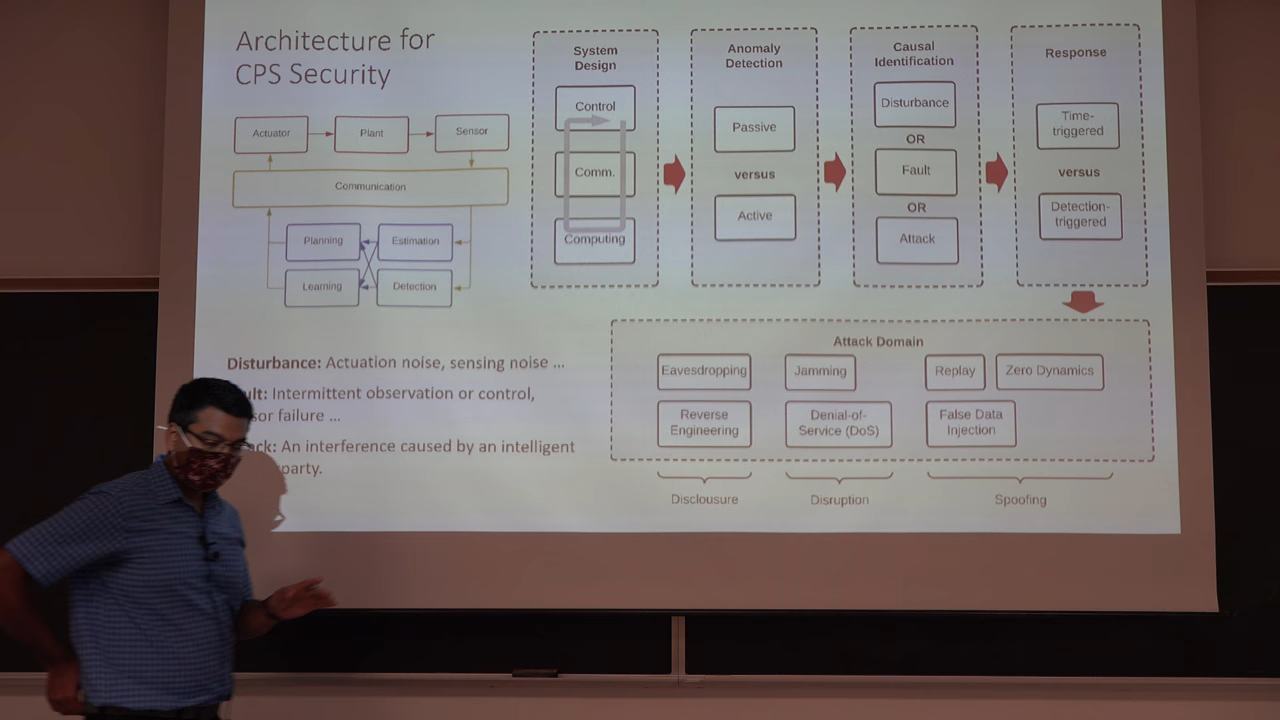 Architecture for
CPS Security
Actuator
Plant
Sensor
Communication
Planning
Estimation
Learning
Detection
System
Design
Control
Comm.
Computing
Anomaly
Detection
Passive
versus
Active
Causal
Identification
Disturbance
OR
Fault
OR
Attack
Response
Time-
triggered
versus
Detection-
triggered
Disturbance: Actuation noise, sensing noise ...
ult: Intermittent observation or control,
sor failure ...
ack: An interference caused by an intelligent
party.
Attack Domain
Eavesdropping
Jamming
Replay
Zero Dynamics
Reverse
Engineering
Denial-of-
Service (DoS)
False Data
Injection
Disclousure
Disruption
Spoofing